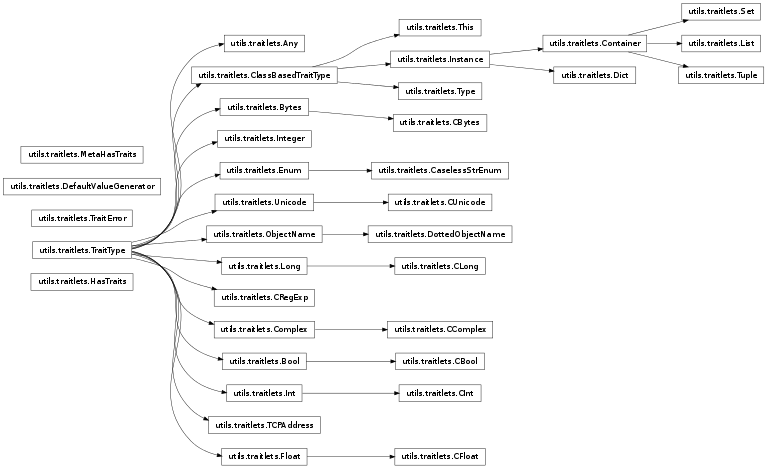 utils.traitlets.Set
utils.traitlets.This
utils.traitlets.Any
utils.traitlets.Container
utils.traitlets.List
utils.traitlets.Instance
utils.traitlets.ClassBasedTraitType
utils.traitlets.Dict
utils.traitlets.Tuple
utils.traitlets.Type
utils.traitlets.Bytes
utils.traitlets.CBytes
utils.traitlets.Integer
utils.traitlets.MetaHasTraits
utils.traitlets.Enum
utils.traitlets.CaselessStrEnum
utils.traitlets.DefaultValueGenerator
utils.traitlets.Unicode
utils.traitlets.CUnicode
utils.traitlets.TraitError
utils.traitlets.ObjectName
utils.traitlets.DottedObjectName
utils.traitlets.TraitType
utils.traitlets.Long
utils.traitlets.CLong
utils.traitlets.HasTraits
utils.traitlets.CRegExp
utils.traitlets.Complex
utils.traitlets.CComplex
utils.traitlets.Bool
utils.traitlets.CBool
utils.traitlets.Int
utils.traitlets.CInt
utils.traitlets.TCPAddress
utils.traitlets.Float
utils.traitlets.CFloat